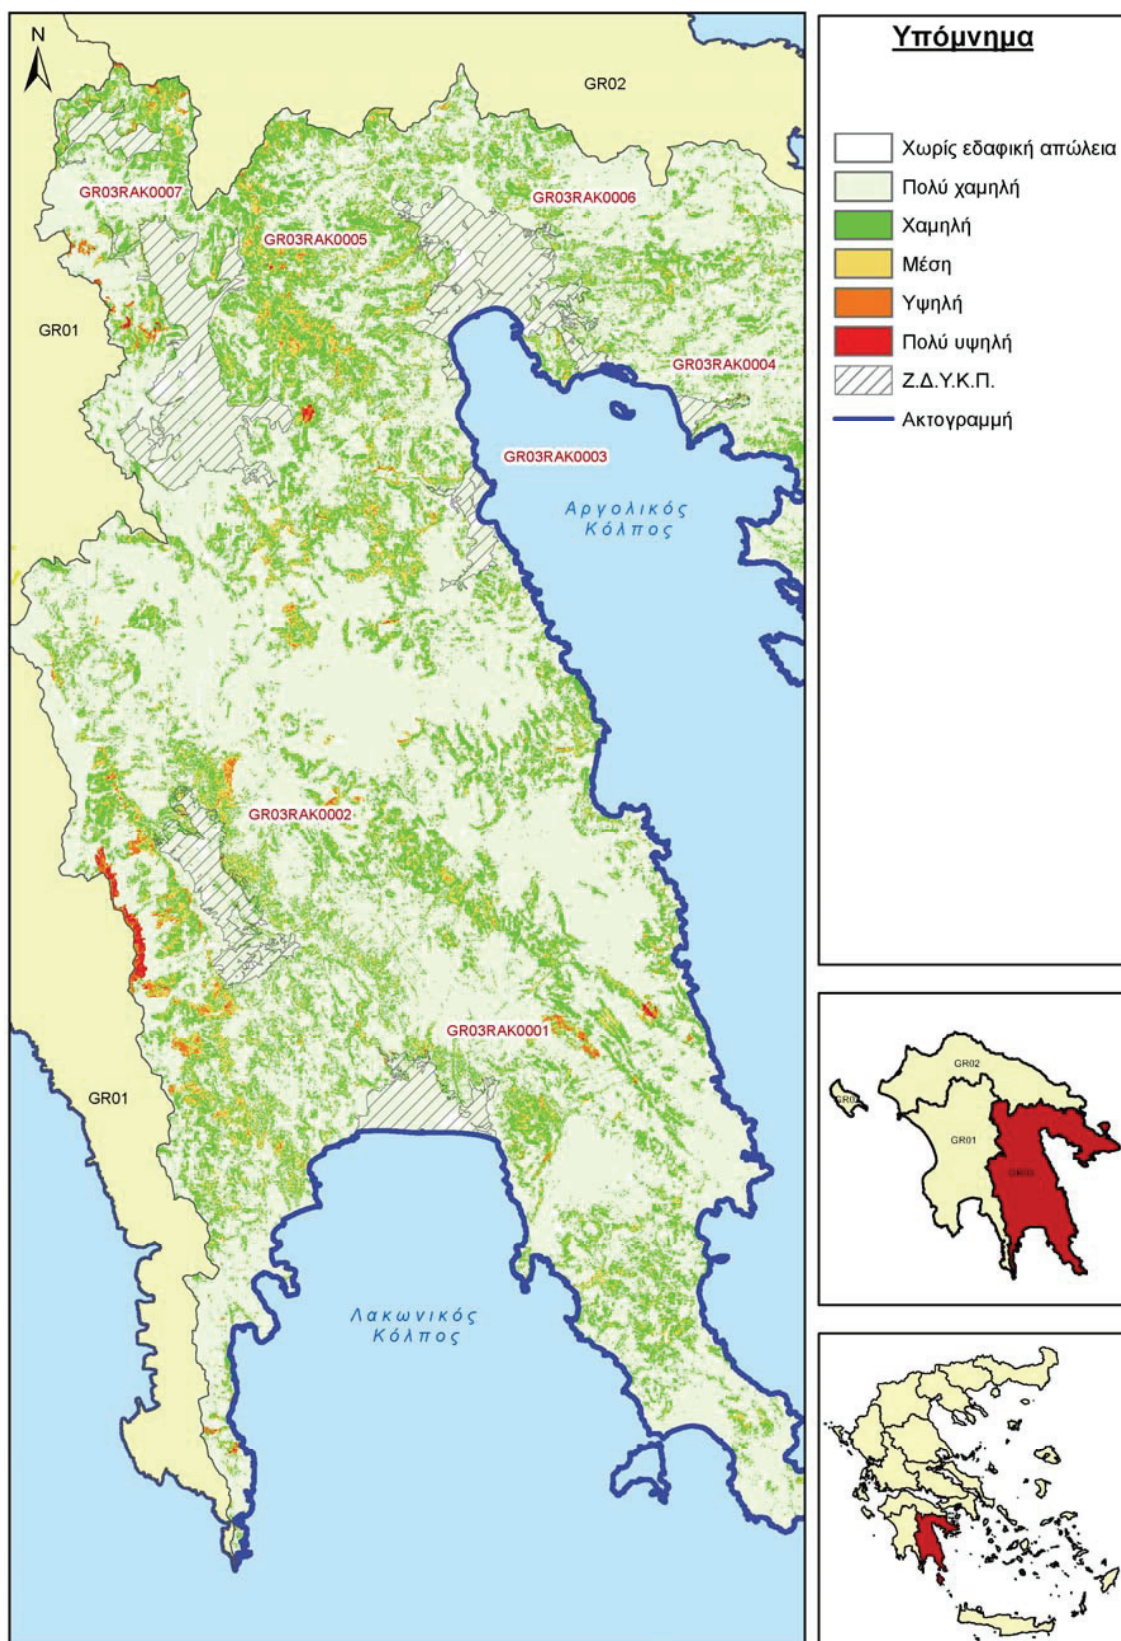 N
GR02
GR03RAK0007
GR03RAK0006
GR03RAK0005
GR01
GR03RAK0004
GR03RAK0003
Αργολικός
Κόλπος
GR03RAK0002
GR03RAK0001
GR01
Λακωνικός
Κόλπος
Υπόμνημα
Χωρίς εδαφική απώλεια
Πολύ χαμηλή
Χαμηλή
Μέση
Υψηλή
Πολύ υψηλή
Ζ.Δ.Υ.Κ.Π.
Ακτογραμμή
GR02
GR01